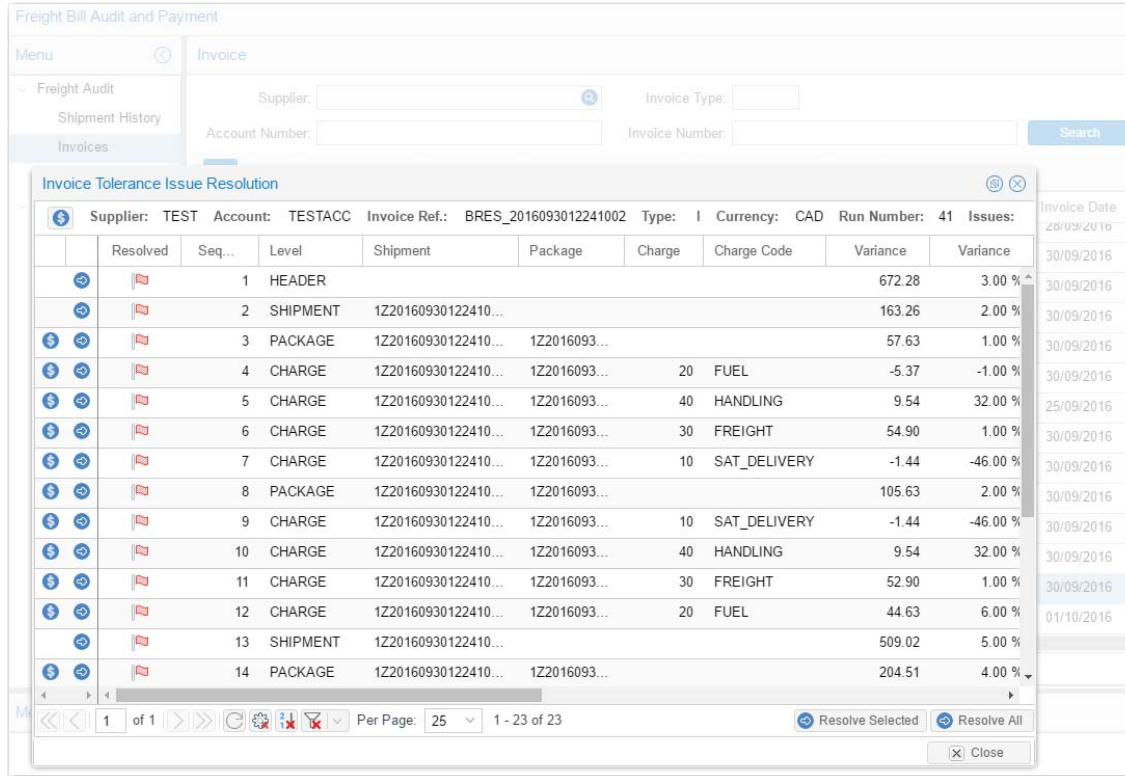 Freight Bill Audit and Payment
Menu
Invoice
Freight Audit
Shipment History
Invoices
Supplier:
Invoice Type:
Account Number:
Invoice Number:
Search
Invoice Tolerance Issue Resolution
Supplier: TEST Account: TESTACC Invoice Ref.: BRES_2016093012241002 Type: I Currency: CAD Run Number: 41 Issues:
Resolved Seq... Level Shipment Package Charge Charge Code Variance Variance
1 HEADER 672.28 3.00 %
2 SHIPMENT 1Z20160930122410... 163.26 2.00 %
3 PACKAGE 1Z20160930122410... 1Z2016093... 57.63 1.00 %
4 CHARGE 1Z20160930122410... 1Z2016093... 20 FUEL -5.37 -1.00 %
5 CHARGE 1Z20160930122410... 1Z2016093... 40 HANDLING 9.54 32.00 %
6 CHARGE 1Z20160930122410... 1Z2016093... 30 FREIGHT 54.90 1.00 %
7 CHARGE 1Z20160930122410... 1Z2016093... 10 SAT_DELIVERY -1.44 -46.00 %
8 PACKAGE 1Z20160930122410... 1Z2016093... 105.63 2.00 %
9 CHARGE 1Z20160930122410... 1Z2016093... 10 SAT_DELIVERY -1.44 -46.00 %
10 CHARGE 1Z20160930122410... 1Z2016093... 40 HANDLING 9.54 32.00 %
11 CHARGE 1Z20160930122410... 1Z2016093... 30 FREIGHT 52.90 1.00 %
12 CHARGE 1Z20160930122410... 1Z2016093... 20 FUEL 44.63 6.00 %
13 SHIPMENT 1Z20160930122410... 509.02 5.00 %
14 PACKAGE 1Z20160930122410... 1Z2016093... 204.51 4.00 %
1 of 1 Per Page: 25 1 - 23 of 23 Resolve Selected Resolve All
Close
Invoice Date
28/09/2016
30/09/2016
30/09/2016
30/09/2016
30/09/2016
30/09/2016
25/09/2016
30/09/2016
30/09/2016
30/09/2016
30/09/2016
30/09/2016
30/09/2016
01/10/2016